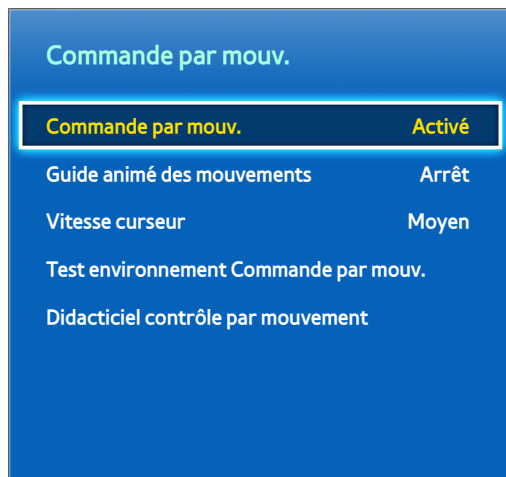 Commande par mouv.
Commande par mouv. Activé
Guide animé des mouvements Arrêt
Vitesse curseur Moyen
Test environnement Commande par mouv.
Didacticiel contrôle par mouvement